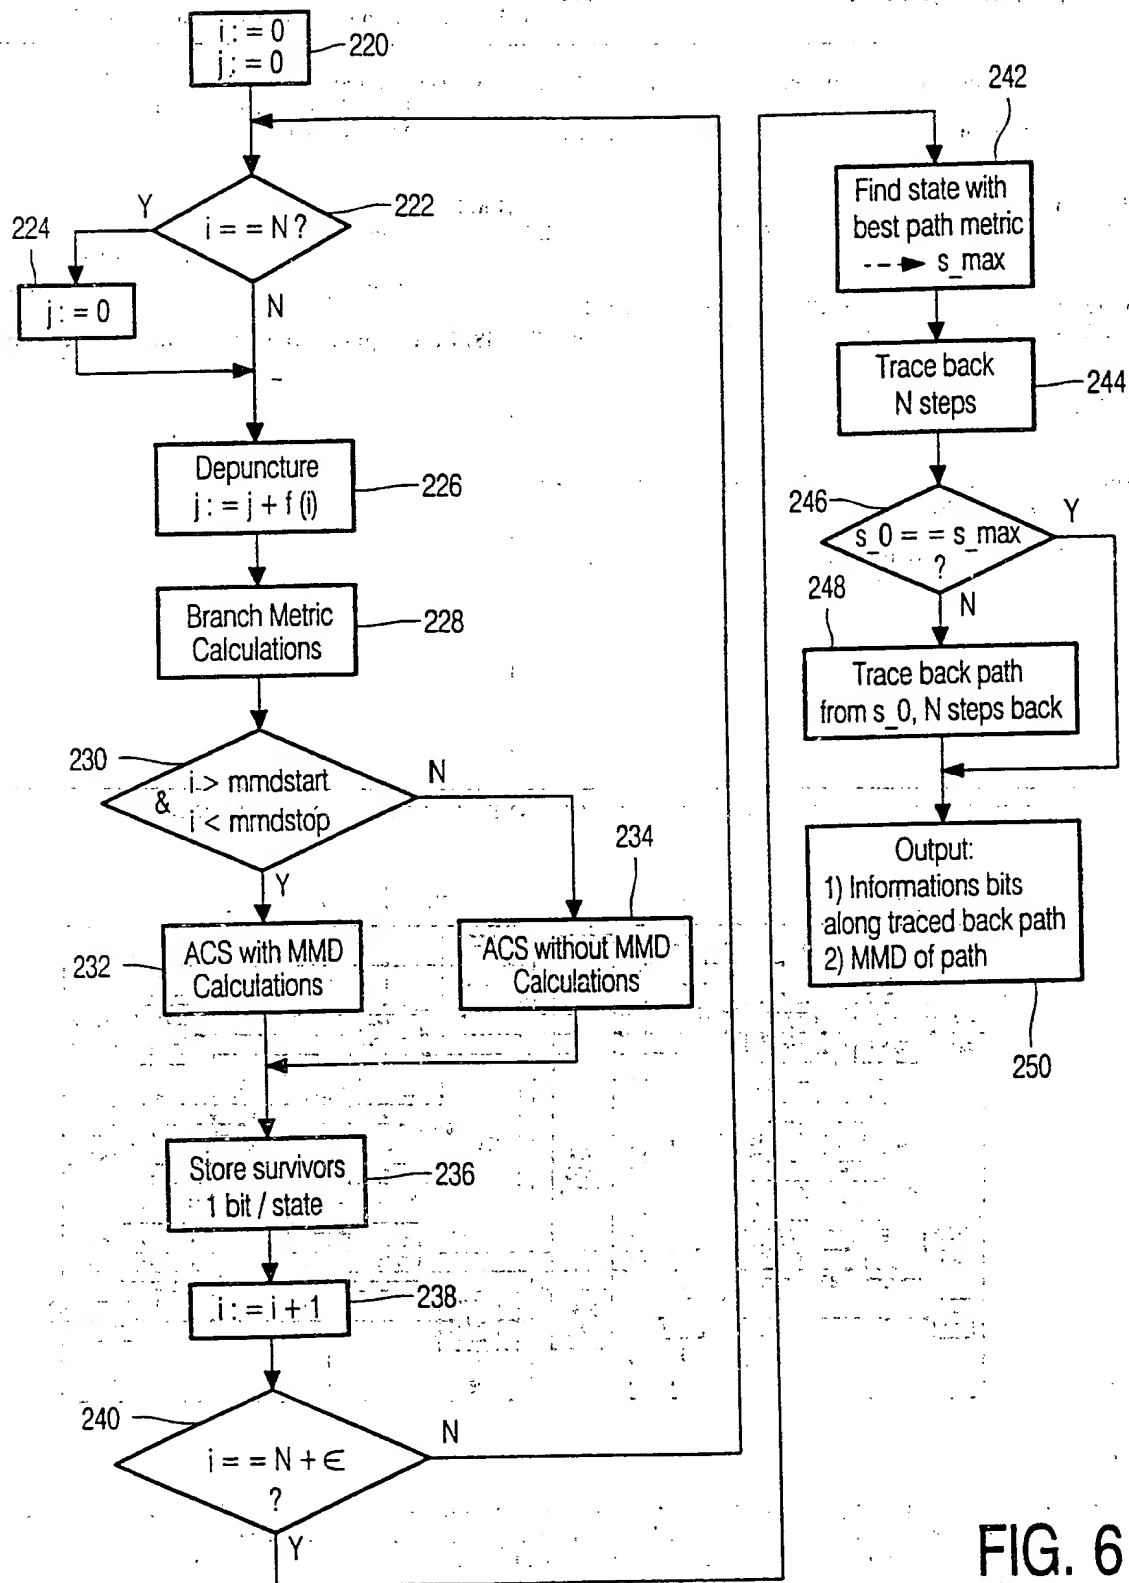 i : = 0
j : = 0
220
222
Y
i = = N ?
224
N
j : = 0
Depuncture
j : = j + f (i)
226
Branch Metric
Calculations
228
230
i > mmdstart
&
i < mmdstop
N
Y
234
ACS with MMD
Calculations
232
ACS without MMD
Calculations
Store survivors
1 bit / state
236
i : = i + 1
238
240
i = = N + ∈
?
N
Y
242
Find state with
best path metric
---► s_max
Trace back
N steps
244
246
s_0 = = s_max
?
Y
N
248
Trace back path
from s_0, N steps back
Output:
1) Informations bits
along traced back path
2) MMD of path
250
FIG. 6